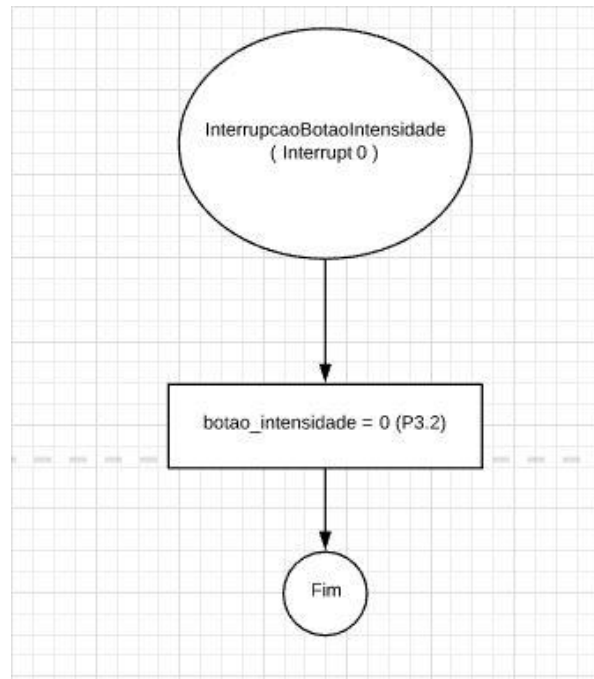 InterrupcaoBotaoIntensidade
( Interrupt 0 )
botao_intensidade = 0 (P3.2)
Fim